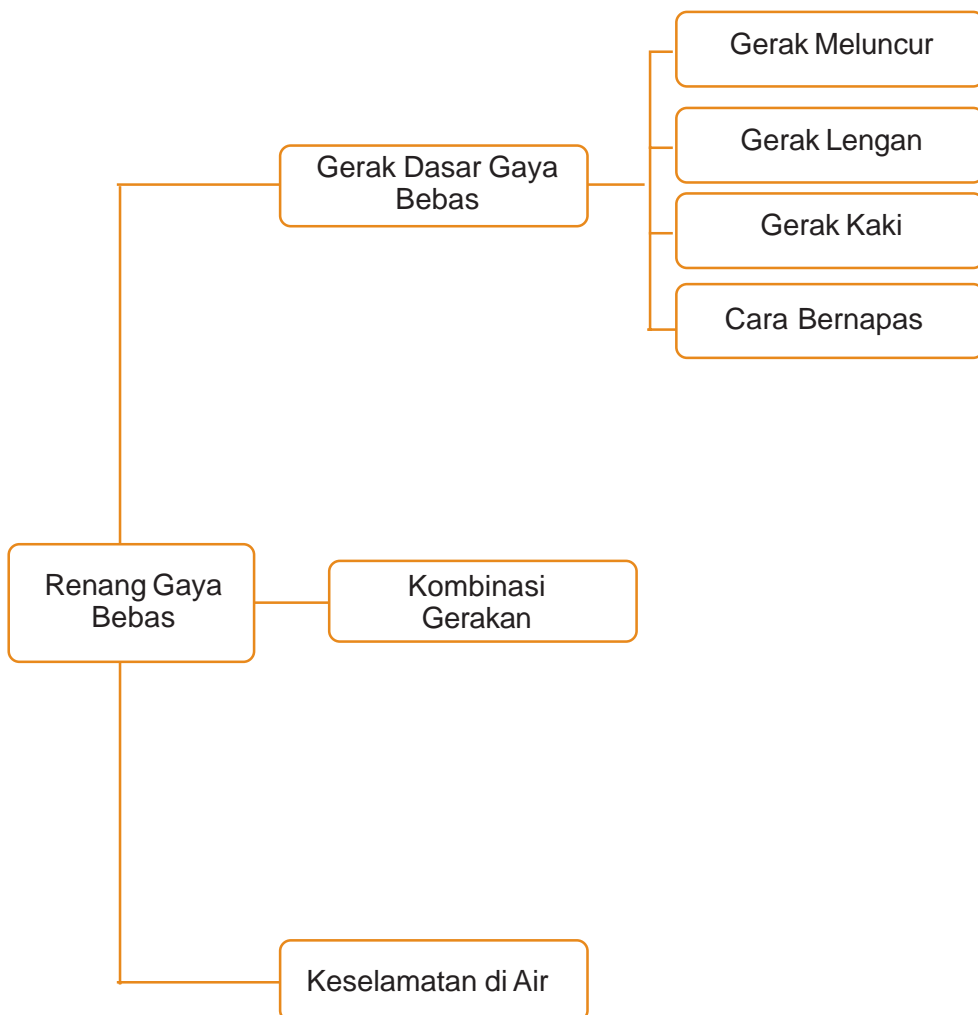 Gerak Meluncur
Gerak Lengan
Gerak Dasar Gaya
Bebas
Gerak Kaki
Cara Bernapas
Renang Gaya
Bebas
Kombinasi
Gerakan
Keselamatan di Air